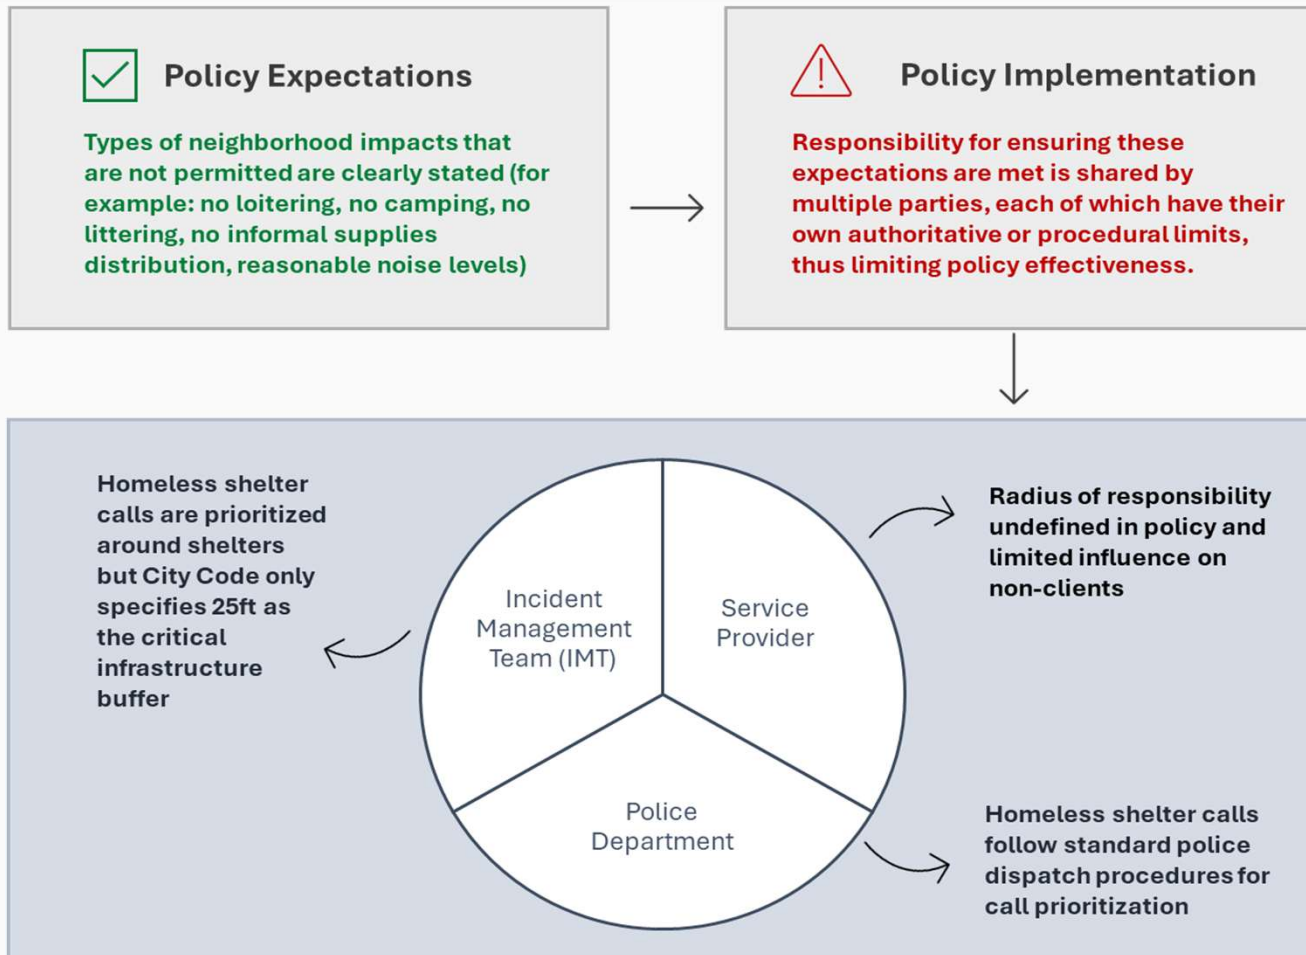 Policy Expectations
Types of neighborhood impacts that
are not permitted are clearly stated (for
example: no loitering, no camping, no
littering, no informal supplies
distribution, reasonable noise levels)
Policy Implementation
Responsibility for ensuring these
expectations are met is shared by
multiple parties, each of which have their
own authoritative or procedural limits,
thus limiting policy effectiveness.
Homeless shelter
calls are prioritized
around shelters
but City Code only
specifies 25ft as
the critical
infrastructure
buffer
Incident
Management
Team (IMT)
Service
Provider
Radius of responsibility
undefined in policy and
limited influence on
non-clients
Police
Department
Homeless shelter calls
follow standard police
dispatch procedures for
call prioritization